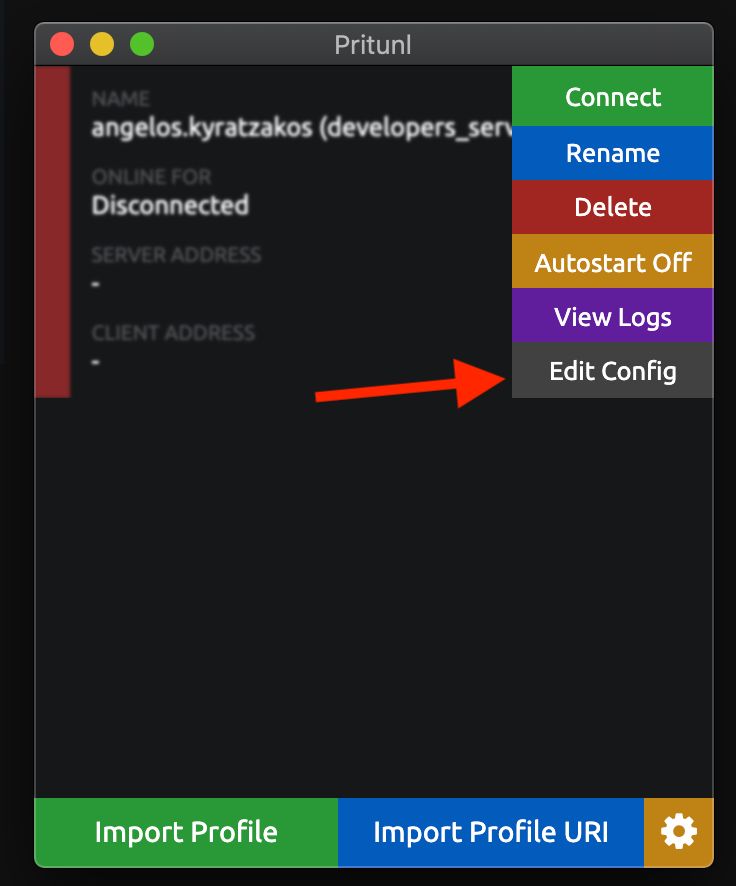 Pritunl
NAME
angelos.kyratzakos (developers_serv
ONLINE FOR
Disconnected
SERVER ADDRESS
-
CLIENT ADDRESS
-
Connect
Rename
Delete
Autostart Off
View Logs
Edit Config
Import Profile
Import Profile URI